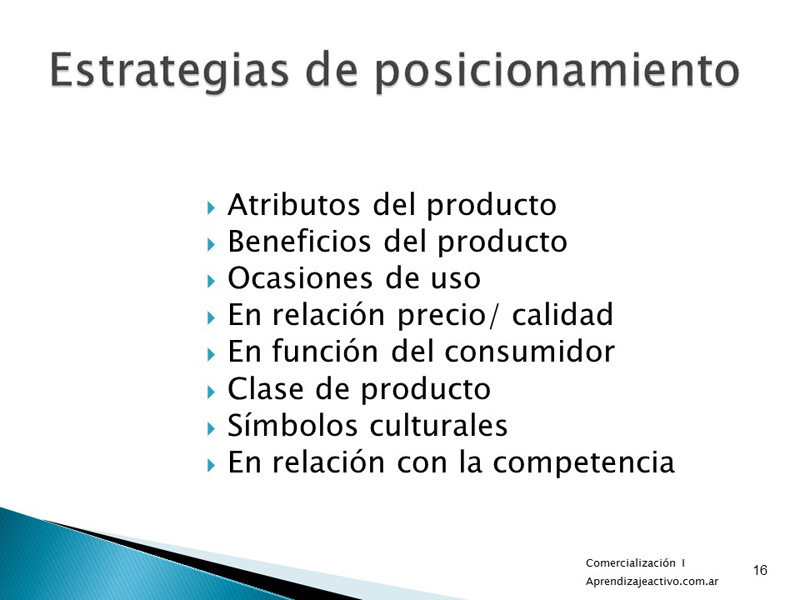 Estrategias de posicionamiento
Atributos del producto
Beneficios del producto
Ocasiones de uso
En relación precio/ calidad
En función del consumidor
Clase de producto
Símbolos culturales
En relación con la competencia
Comercialización I
Aprendizajeactivo.com.ar
16